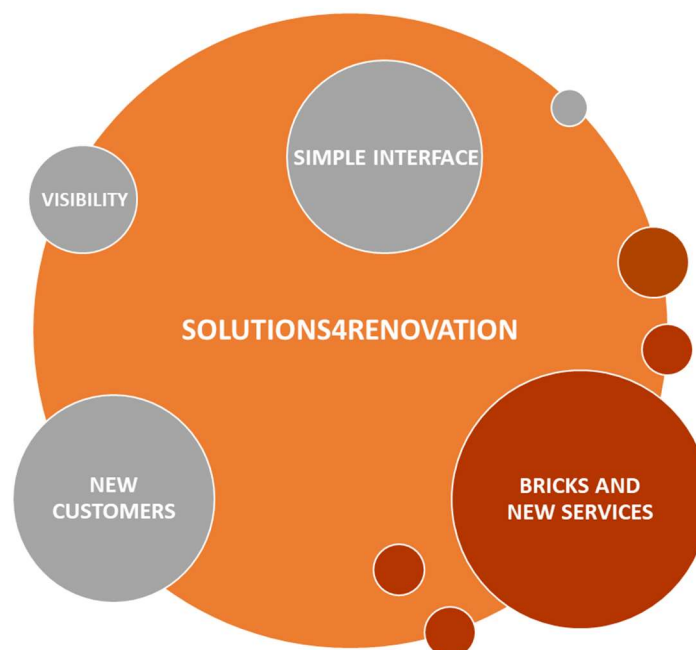 SIMPLE INTERFACE
VISIBILITY
SOLUTIONS4RENOVATION
NEW
CUSTOMERS
BRICKS AND
NEW SERVICES